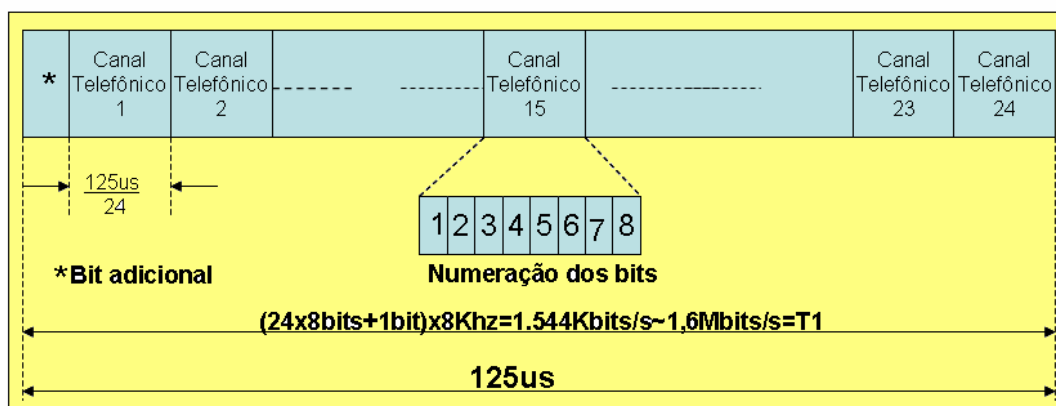 *
Canal
Telefônico
1
Canal
Telefônico
2
Canal
Telefônico
15
Canal
Telefônico
23
Canal
Telefônico
24
125us
24
1 2 3 4 5 6 7 8
*Bit adicional
Numeração dos bits
(24x8bits+1bit)x8Khz=1.544Kbits/s~1,6Mbits/s=T1
125us